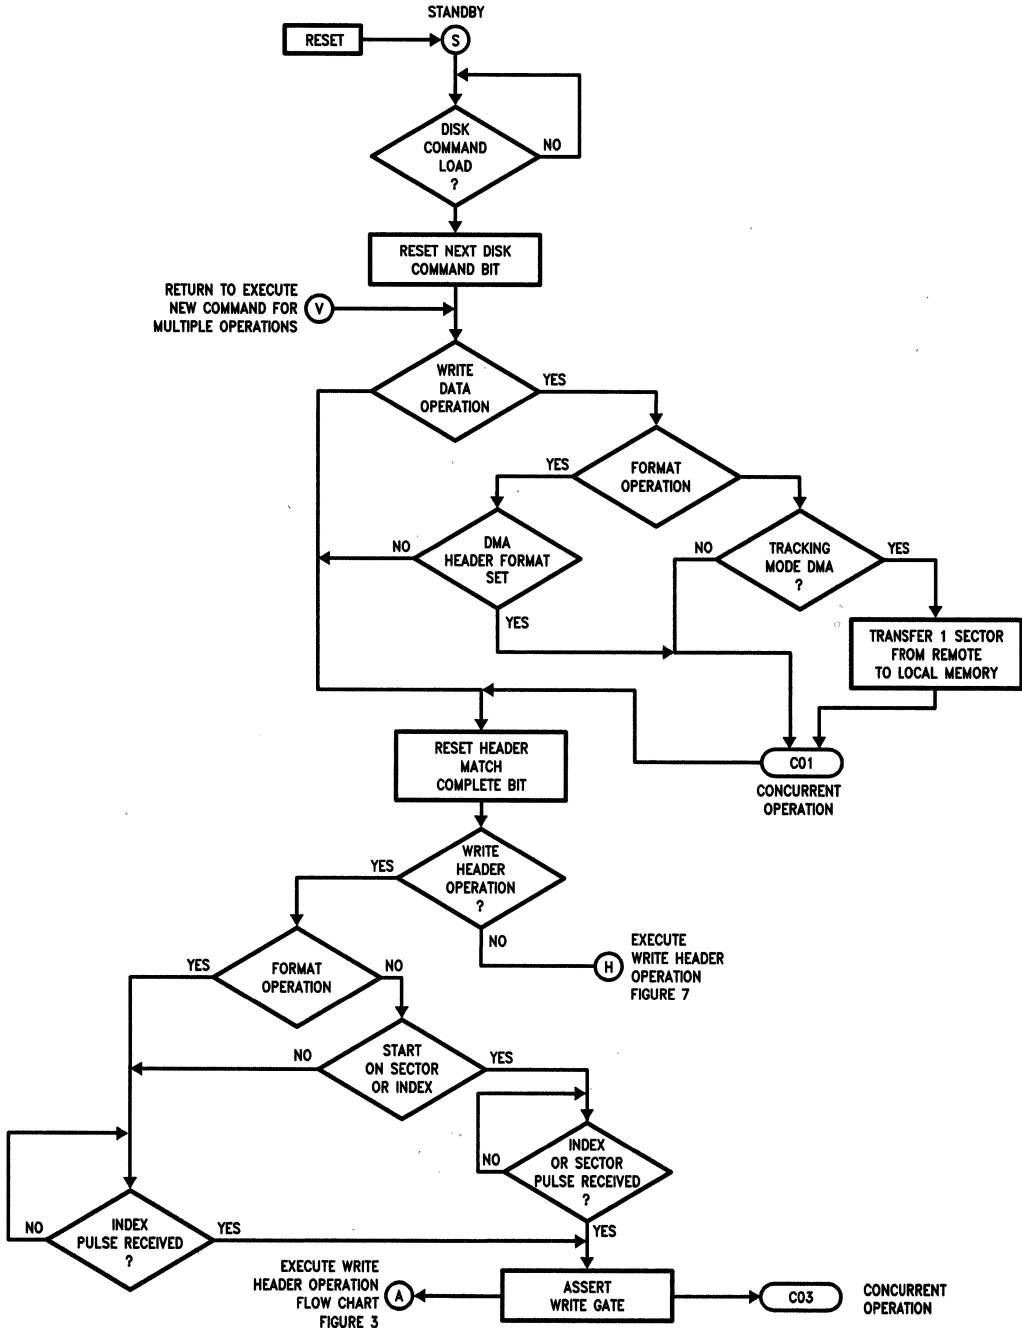 STANDBY
RESET
S
DISK
COMMAND
LOAD
?
NO
RESET NEXT DISK
COMMAND BIT
RETURN TO EXECUTE
NEW COMMAND FOR
MULTIPLE OPERATIONS
V
WRITE
DATA
OPERATION
YES
FORMAT
OPERATION
YES
DMA
HEADER FORMAT
SET
NO
YES
TRACKING
MODE DMA
?
NO
YES
TRANSFER 1 SECTOR
FROM REMOTE
TO LOCAL MEMORY
C01
CONCURRENT
OPERATION
RESET HEADER
MATCH
COMPLETE BIT
WRITE
HEADER
OPERATION
?
YES
NO
H
EXECUTE
WRITE HEADER
OPERATION
FIGURE 7
FORMAT
OPERATION
YES
NO
START
ON SECTOR
OR INDEX
NO
YES
INDEX
OR SECTOR
PULSE RECEIVED
?
NO
YES
INDEX
PULSE RECEIVED
?
NO
YES
EXECUTE WRITE
HEADER OPERATION
FLOW CHART
FIGURE 3
A
ASSERT
WRITE GATE
C03
CONCURRENT
OPERATION